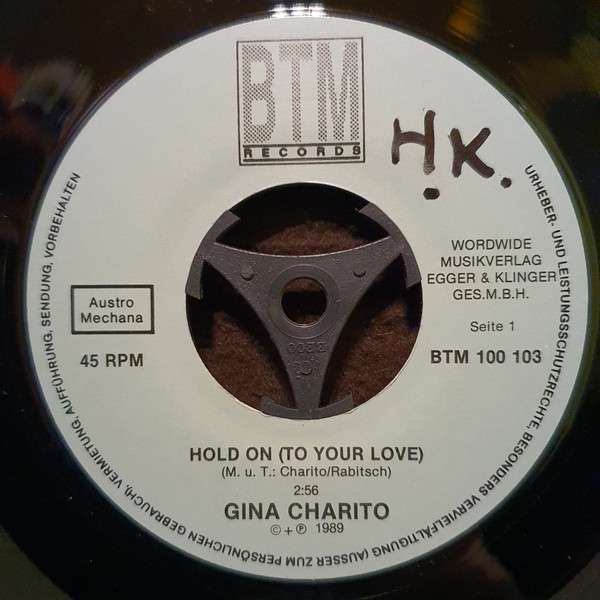 BTM
RECORDS
H.K.
WORDWIDE
MUSIKVERLAG
EGGER & KLINGER
GES.M.B.H.
Austro
Mechana
Seite 1
45 RPM
BTM 100 103
HOLD ON (TO YOUR LOVE)
(M. u. T.: Charito/Rabitsch)
2:56
GINA CHARITO
© + ℗ 1989
URHEBER- UND LEISTUNGSSCHUTZRECHTE, BESONDERS VERVIELFÄLTIGUNG (AUSSER ZUM PERSÖNLICHEN GEBRAUCH), VERMIETUNG, AUFFÜHRUNG, SENDUNG, VORBEHALTEN